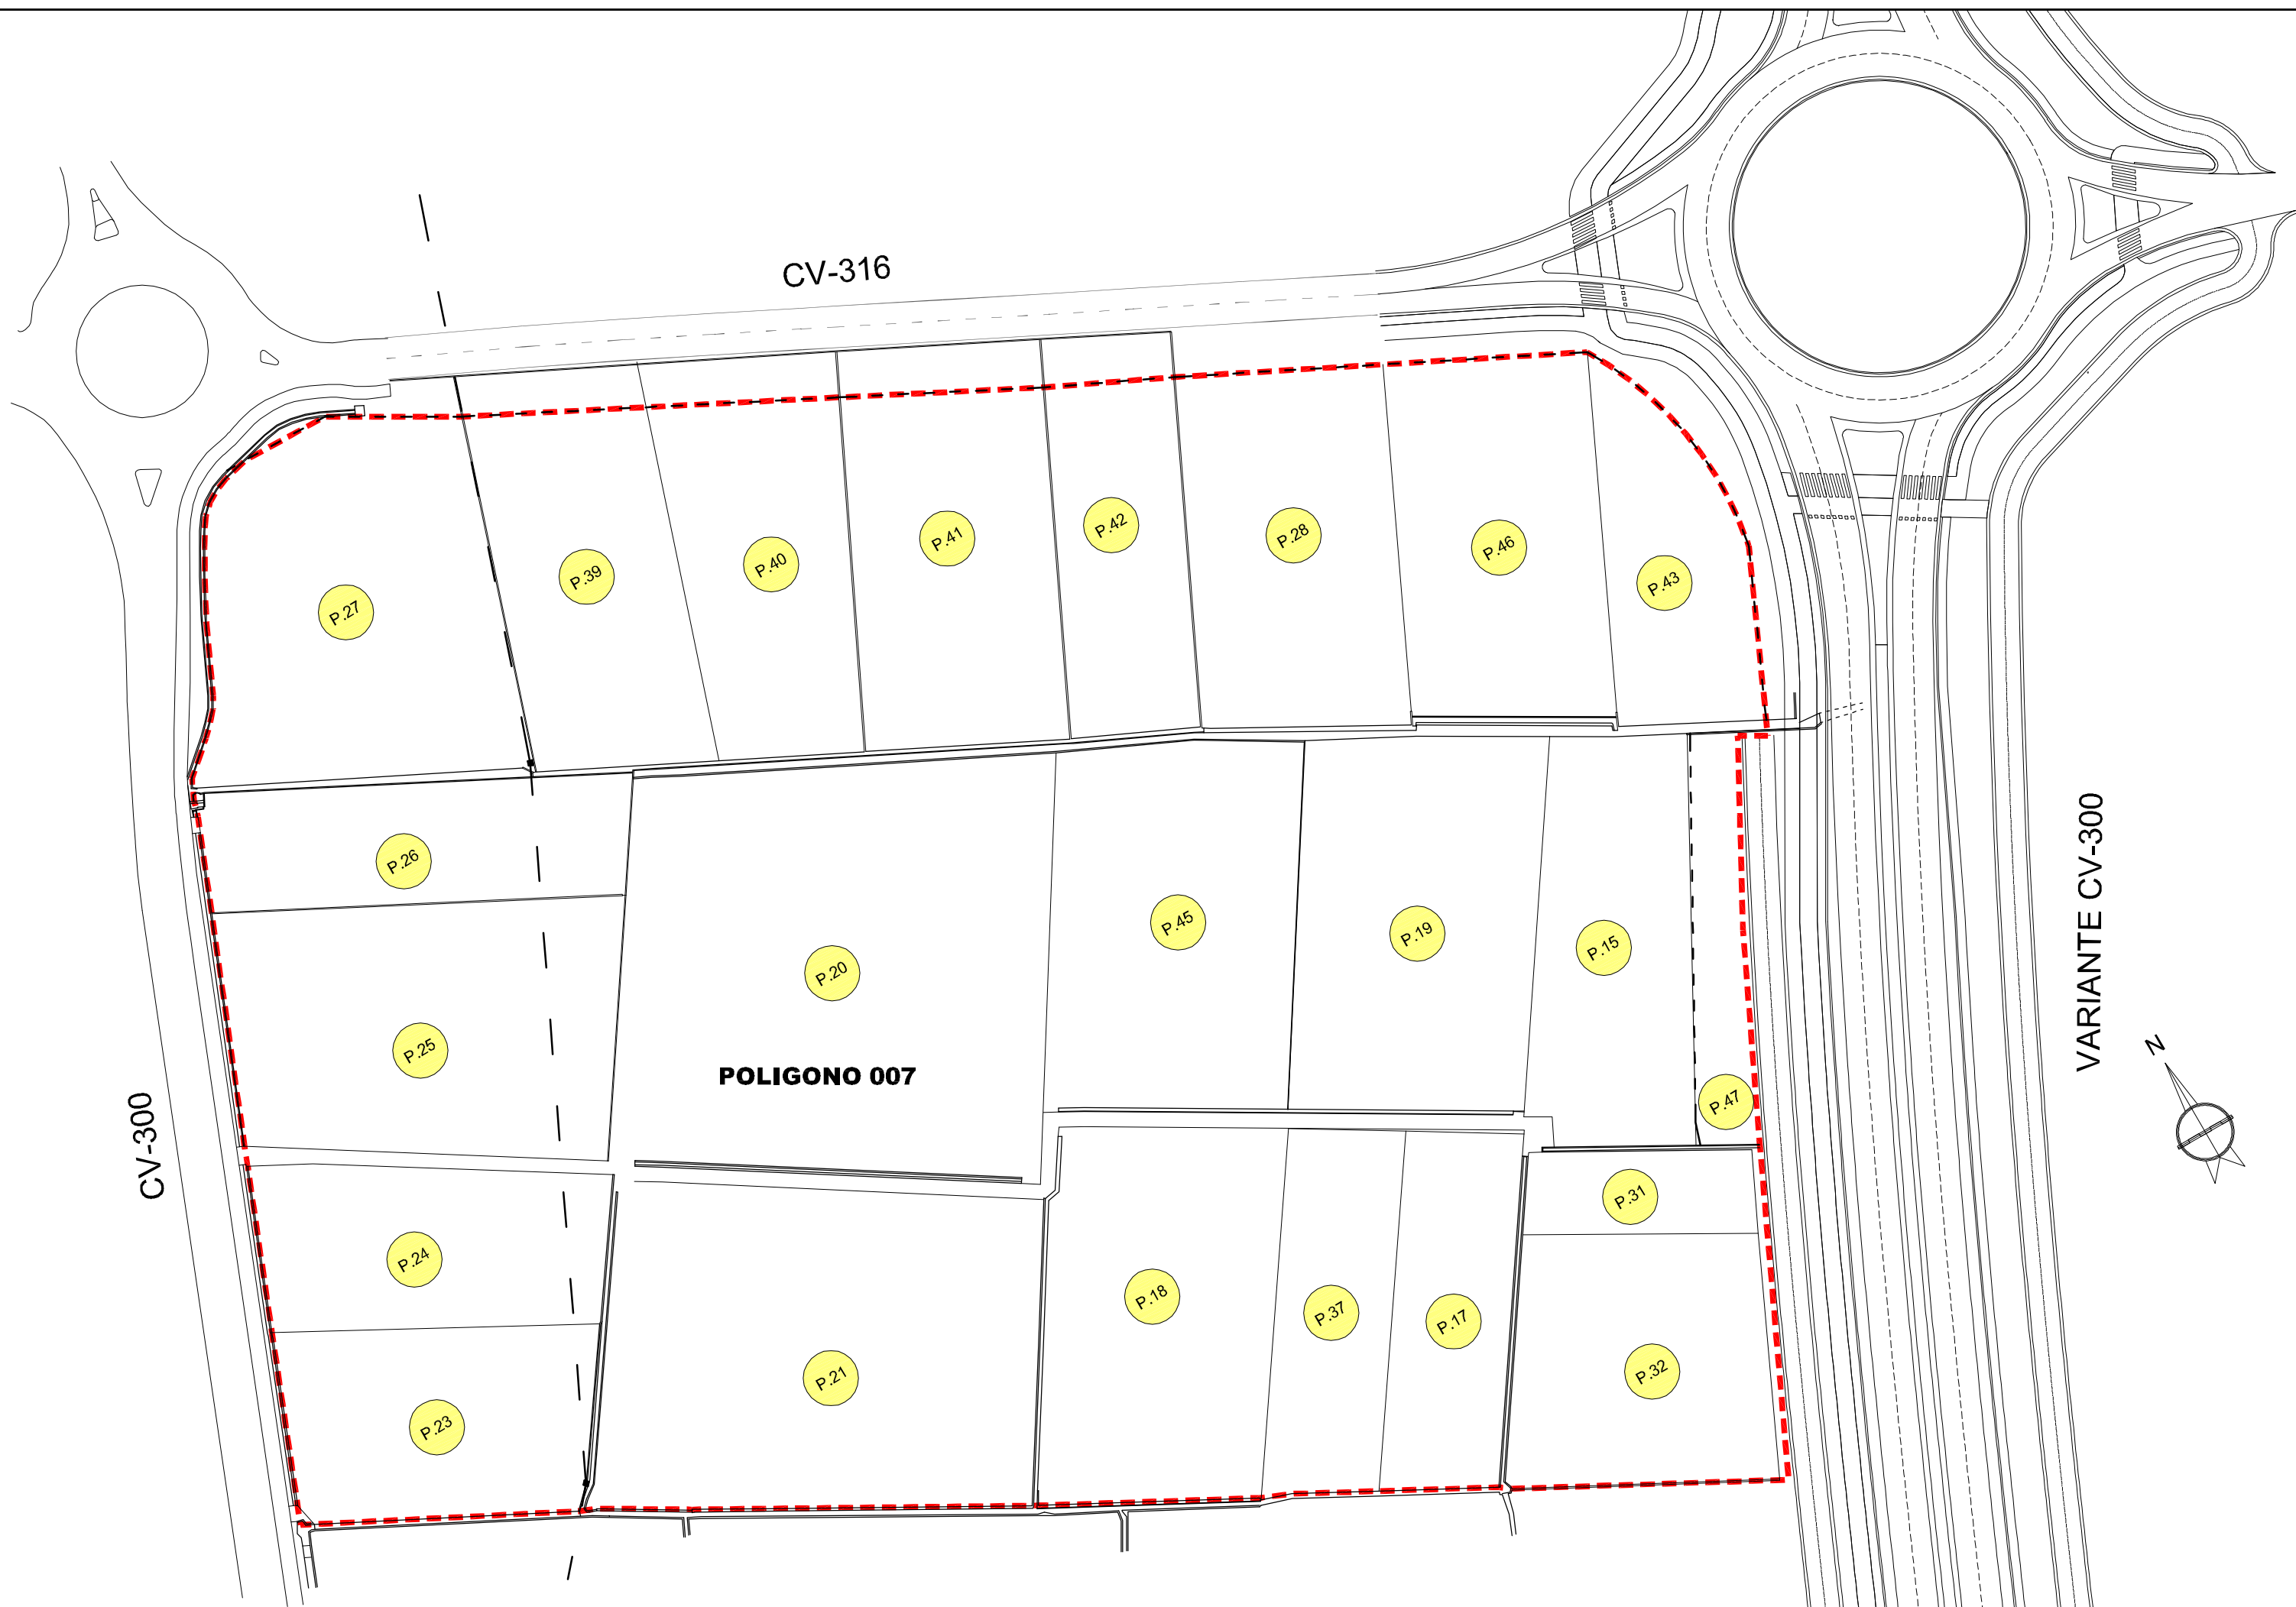 CV-316
P.27
P.39
P.40
P.41
P.42
P.28
P.46
P.43
P.26
P.20
P.45
P.19
P.15
VARIANTE CV-300
P.25
POLIGONO 007
P.47
N
CV-300
P.24
P.31
P.18
P.37
P.17
P.21
P.32
P.23